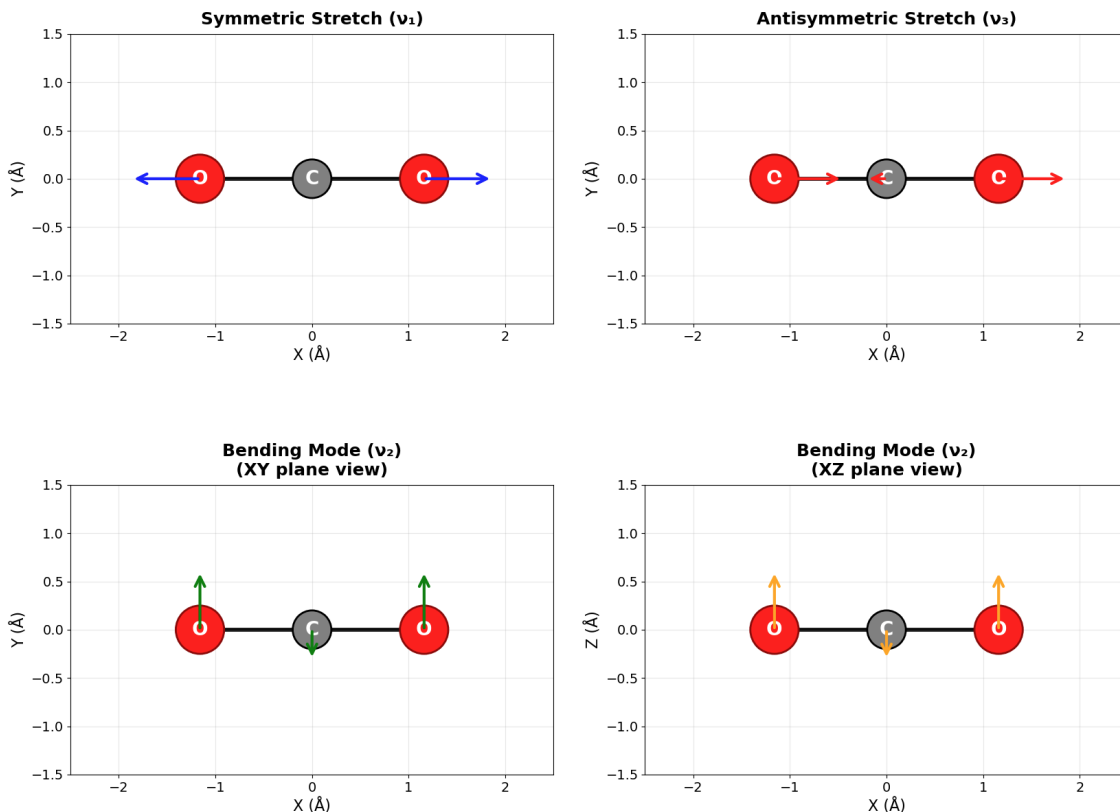 Symmetric Stretch (ν₁)
1.5
1.0
0.5
0.0
−0.5
−1.0
−1.5
Y (Å)
O
C
O
−2
−1
0
1
2
X (Å)
Antisymmetric Stretch (ν₃)
1.5
1.0
0.5
0.0
−0.5
−1.0
−1.5
Y (Å)
O
C
O
−2
−1
0
1
2
X (Å)
Bending Mode (ν₂)
(XY plane view)
1.5
1.0
0.5
0.0
−0.5
−1.0
−1.5
Y (Å)
O
C
O
−2
−1
0
1
2
X (Å)
Bending Mode (ν₂)
(XZ plane view)
1.5
1.0
0.5
0.0
−0.5
−1.0
−1.5
Z (Å)
O
C
O
−2
−1
0
1
2
X (Å)